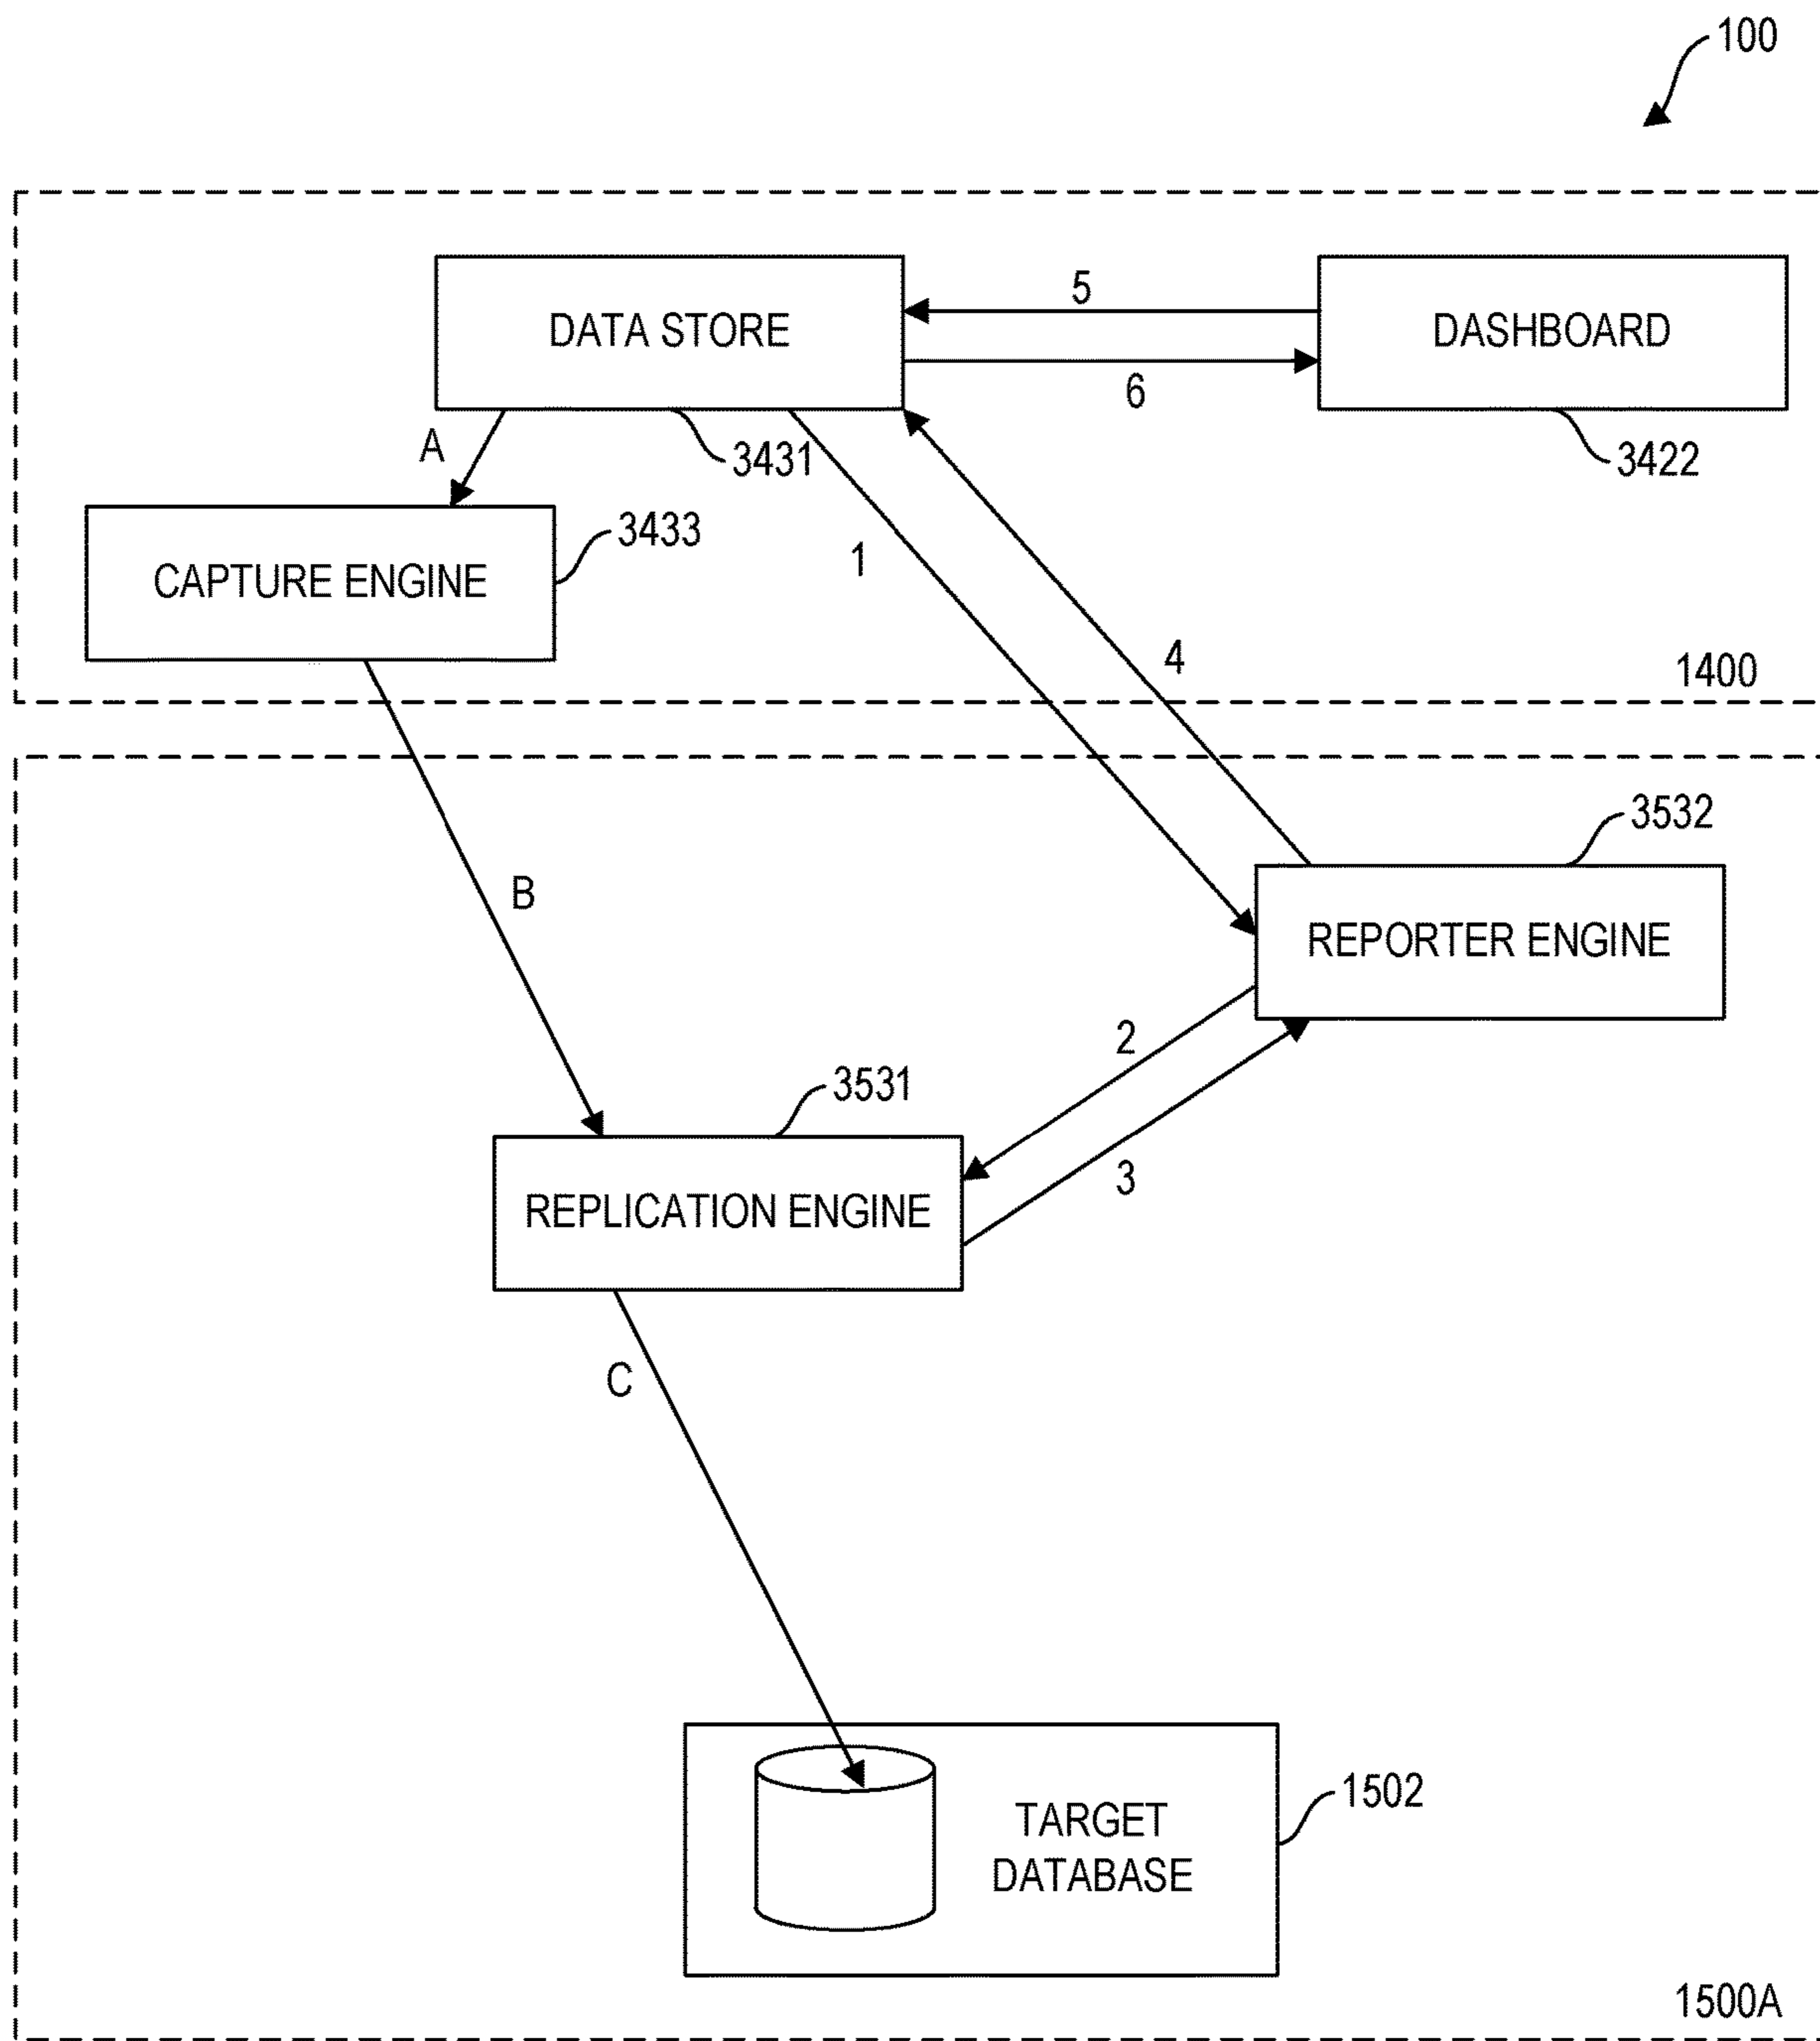 100
5
DATA STORE
DASHBOARD
6
A
3431
3422
3433
1
CAPTURE ENGINE
4
1400
3532
B
REPORTER ENGINE
2
3531
3
REPLICATION ENGINE
C
1502
TARGET
DATABASE
1500A